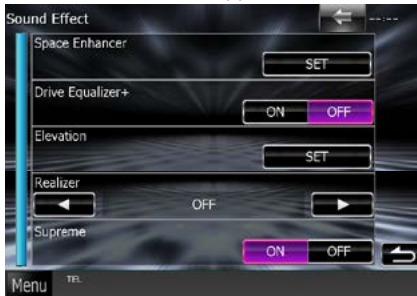 Sound Effect --:--
Space Enhancer
SET
Drive Equalizer+
ON OFF
Elevation
SET
Realizer
OFF
Supreme
ON OFF
Menu TEL